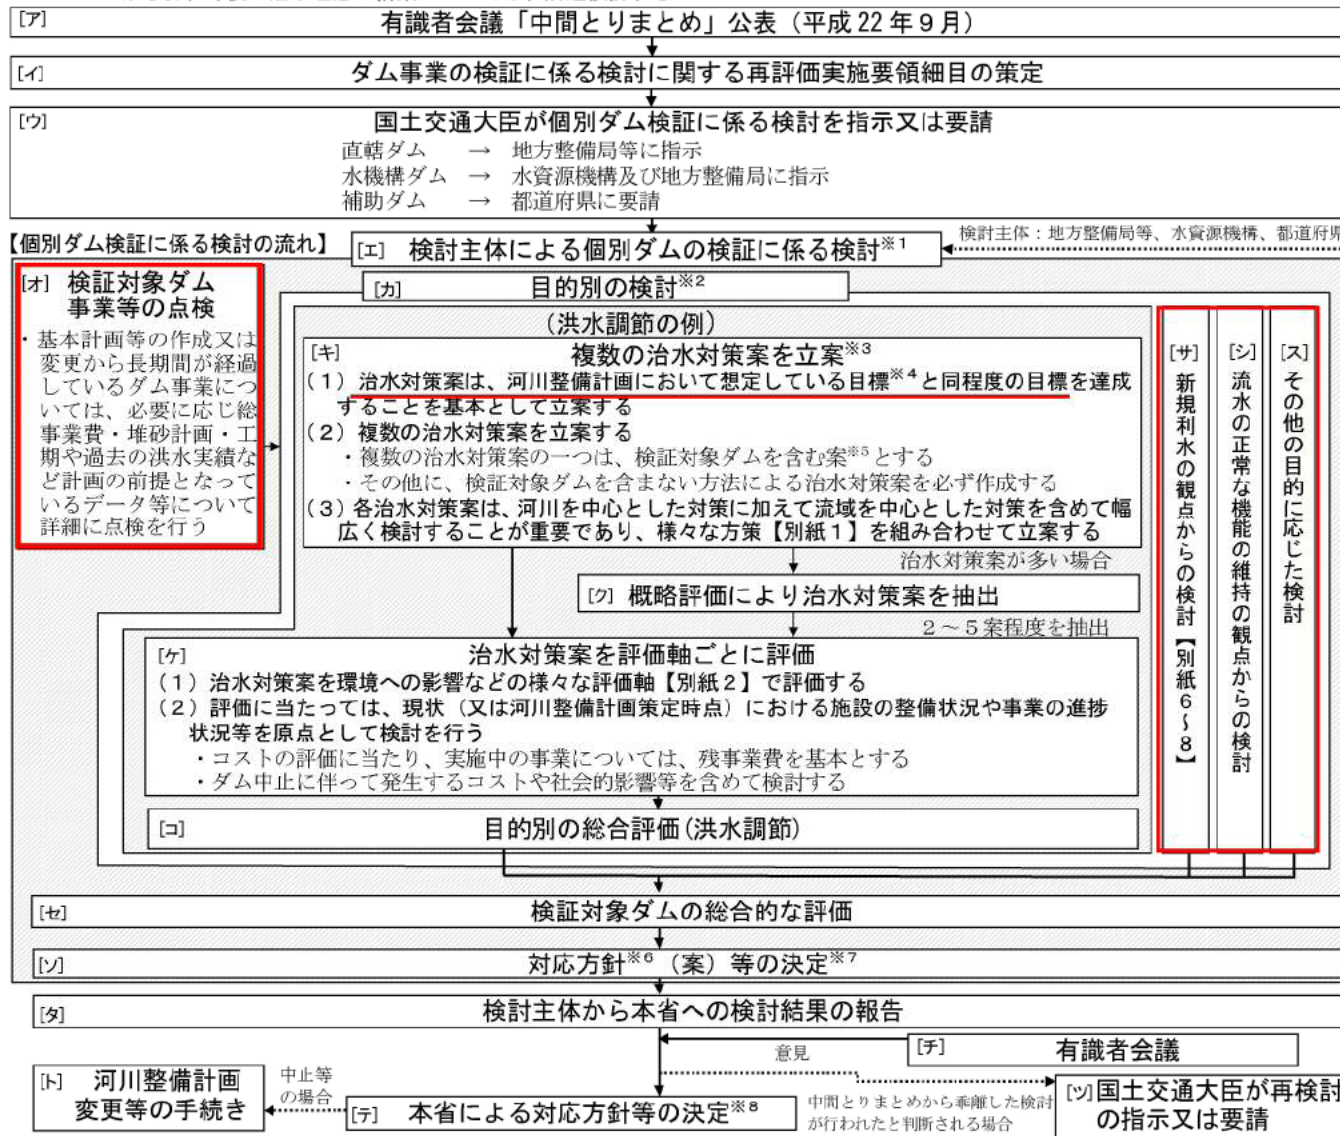 [ア] 有識者会議「中間とりまとめ」公表（平成22年９月）
[イ] ダム事業の検証に係る検討に関する再評価実施要領細目の策定
[ウ] 国土交通大臣が個別ダム検証に係る検討を指示又は要請
直轄ダム → 地方整備局等に指示
水機構ダム → 水資源機構及び地方整備局に指示
補助ダム → 都道府県に要請
【個別ダム検証に係る検討の流れ】
[エ] 検討主体による個別ダムの検証に係る検討※１
検討主体：地方整備局等、水資源機構、都道府県
[オ] 検証対象ダム
事業等の点検
・基本計画等の作成又は
変更から長期間が経過
しているダム事業につ
いては、必要に応じ総
事業費・堆砂計画・工
期や過去の洪水実績な
ど計画の前提となって
いるデータ等について
詳細に点検を行う
[カ] 目的別の検討※２
（洪水調節の例）
[キ] 複数の治水対策案を立案※３
（１）治水対策案は、河川整備計画において想定している目標※４と同程度の目標を達成
することを基本として立案する
（２）複数の治水対策案を立案する
・複数の治水対策案の一つは、検証対象ダムを含む案※５とする
・その他に、検証対象ダムを含まない方法による治水対策案を必ず作成する
（３）各治水対策案は、河川を中心とした対策に加えて流域を中心とした対策を含めて幅
広く検討することが重要であり、様々な方策【別紙１】を組み合わせて立案する
治水対策案が多い場合
[ク] 概略評価により治水対策案を抽出
２～５案程度を抽出
[ケ] 治水対策案を評価軸ごとに評価
（１）治水対策案を環境への影響などの様々な評価軸【別紙２】で評価する
（２）評価に当たっては、現状（又は河川整備計画策定時点）における施設の整備状況や事業の進捗
状況等を原点として検討を行う
・コストの評価に当たり、実施中の事業については、残事業費を基本とする
・ダム中止に伴って発生するコストや社会的影響等を含めて検討する
[コ] 目的別の総合評価（洪水調節）
[サ] 新規利水の観点からの検討【別紙６～８】
[シ] 流水の正常な機能の維持の観点からの検討
[ス] その他の目的に応じた検討
[セ] 検証対象ダムの総合的な評価
[ソ] 対応方針※６（案）等の決定※７
[タ] 検討主体から本省への検討結果の報告
意見
[チ] 有識者会議
[ト] 河川整備計画
変更等の手続き
中止等
の場合
[テ] 本省による対応方針等の決定※８
中間とりまとめから乖離した検討
が行われたと判断される場合
[ツ] 国土交通大臣が再検討
の指示又は要請